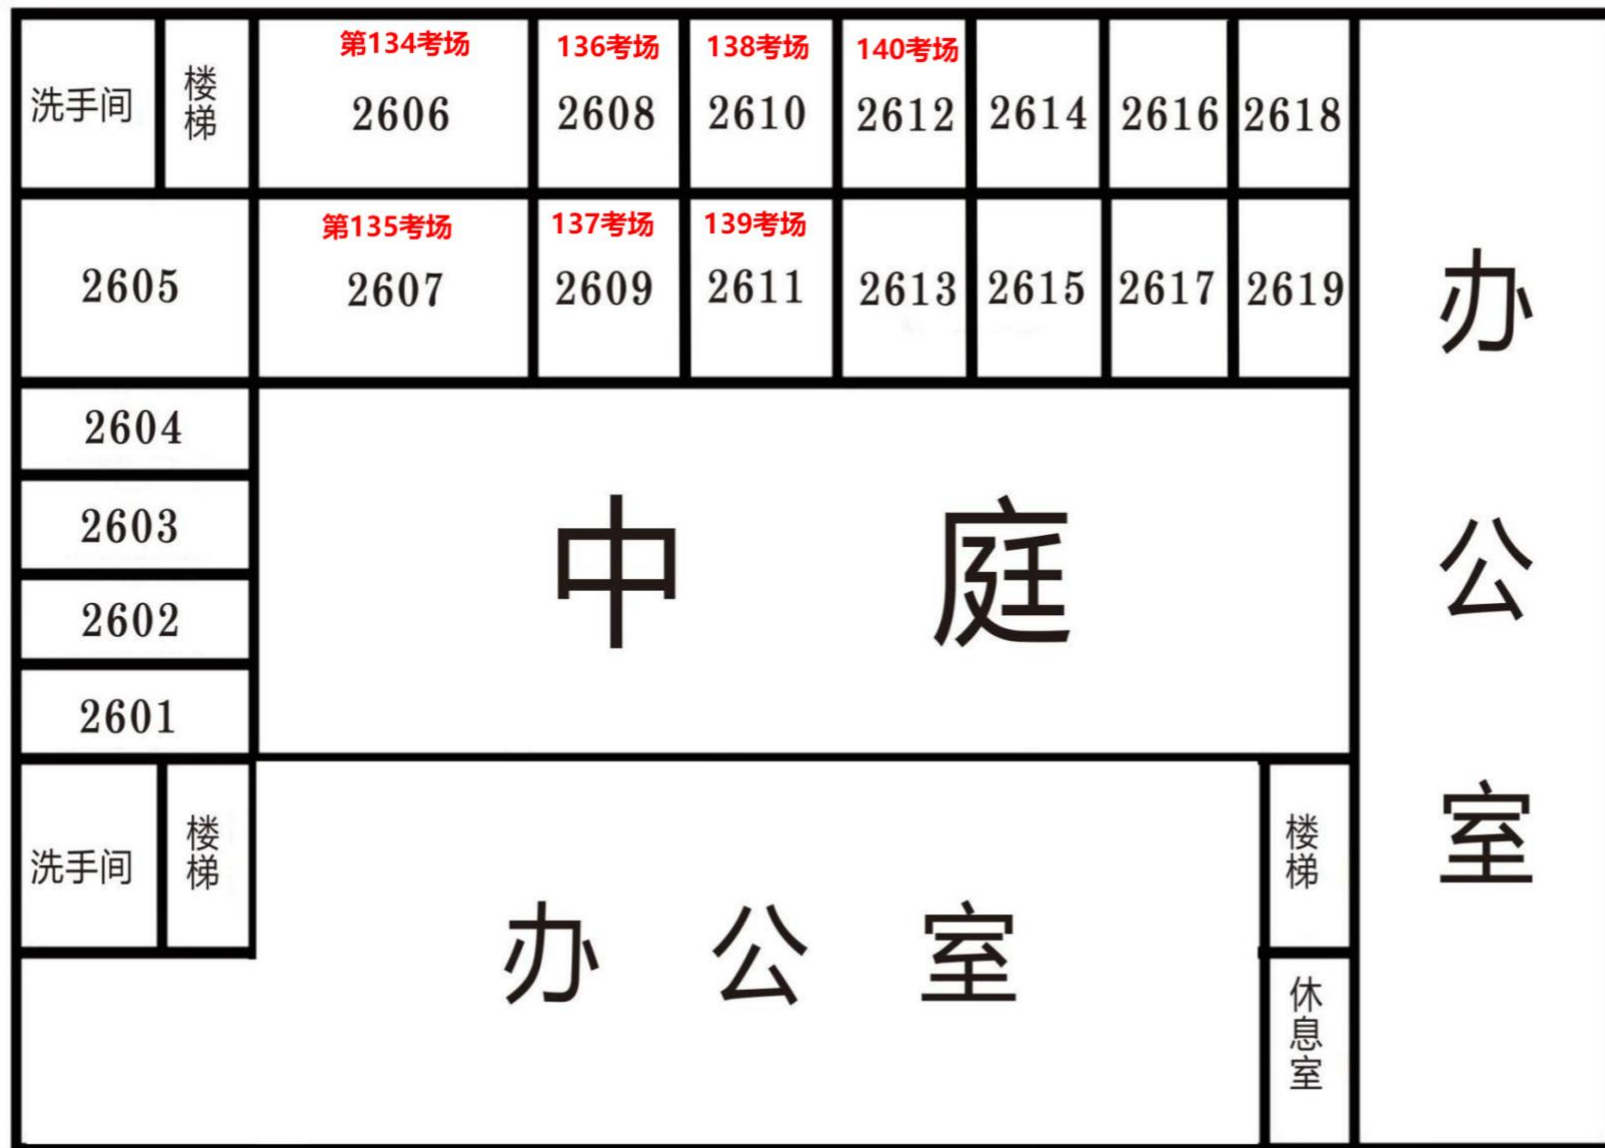 第134考场 136考场 138考场 140考场
洗手间 楼梯 2606 2608 2610 2612 2614 2616 2618
第135考场 137考场 139考场
2605 2607 2609 2611 2613 2615 2617 2619
2604
2603
2602
2601
中庭
洗手间 楼梯
办公室
楼梯
休息室
办公室